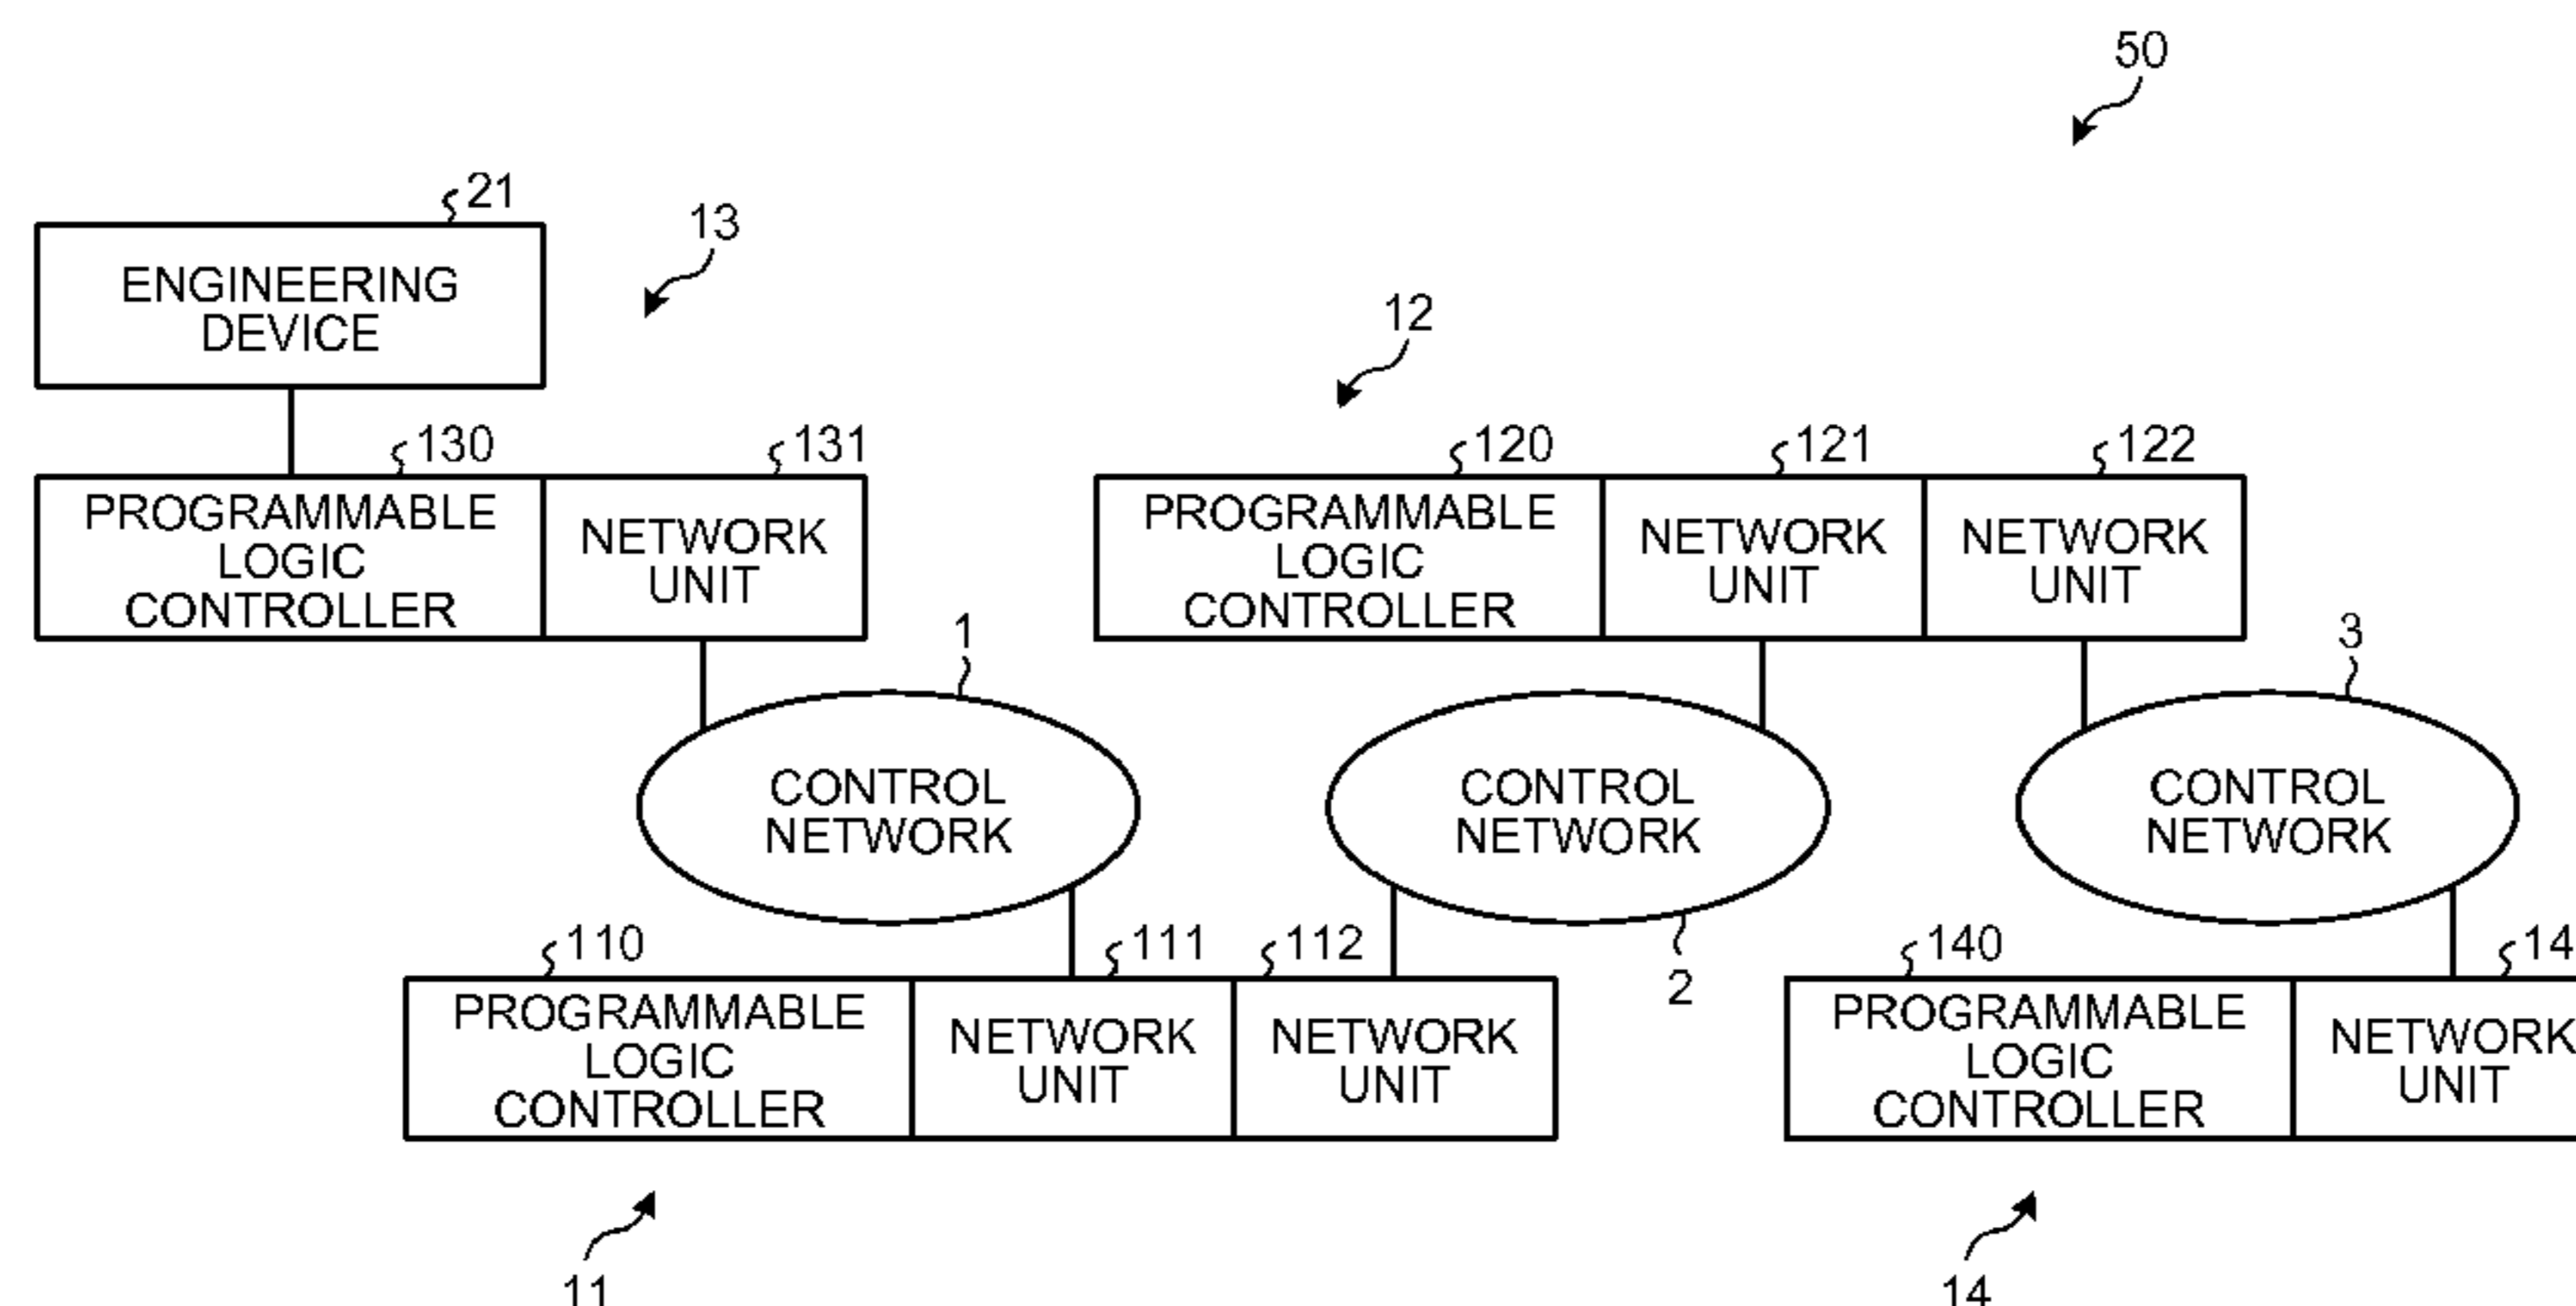 50
21
13
ENGINEERING
DEVICE
12
130
131
120
121
122
PROGRAMMABLE
LOGIC
CONTROLLER
NETWORK
UNIT
PROGRAMMABLE
LOGIC
CONTROLLER
NETWORK
UNIT
NETWORK
UNIT
1
3
CONTROL
NETWORK
CONTROL
NETWORK
CONTROL
NETWORK
2
110
111
112
140
14
PROGRAMMABLE
LOGIC
CONTROLLER
NETWORK
UNIT
NETWORK
UNIT
PROGRAMMABLE
LOGIC
CONTROLLER
NETWORK
UNIT
11
14